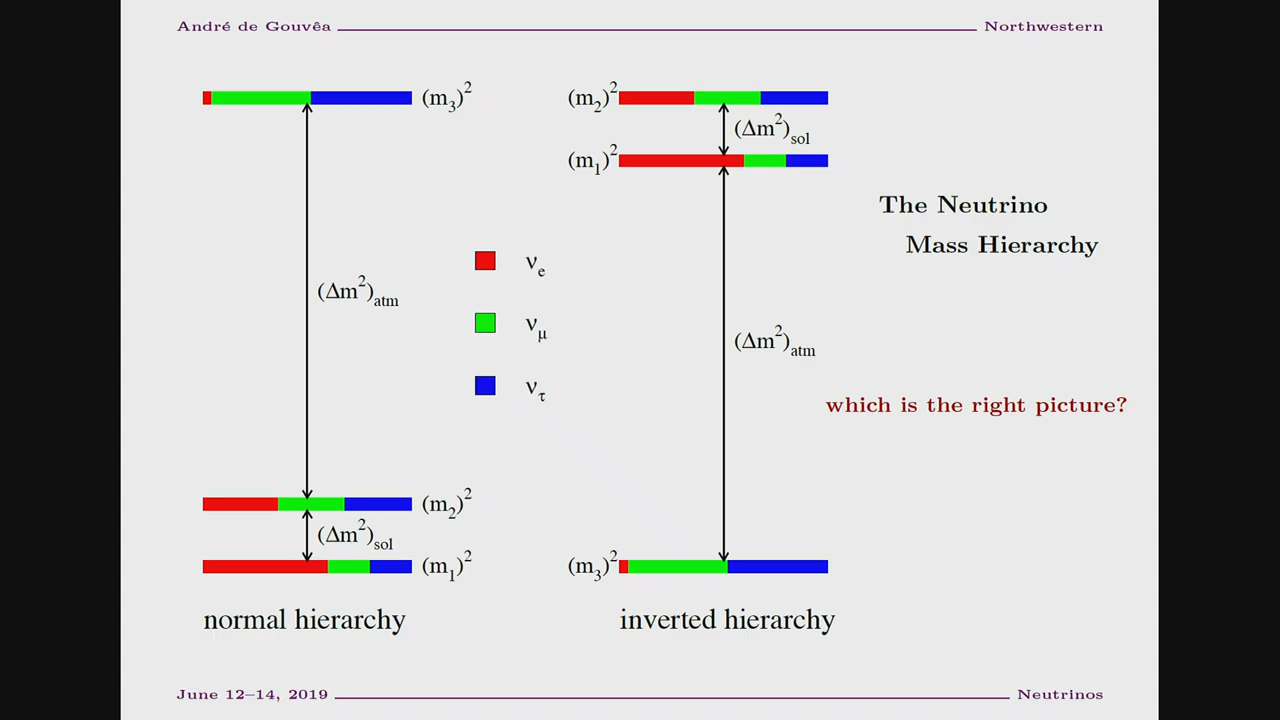 André de Gouvêa Northwestern
(m₃)²
(m₂)²
(Δm²)sol
(m₁)²
The Neutrino
Mass Hierarchy
νe
(Δm²)atm
νμ
(Δm²)atm
ντ
which is the right picture?
(m₂)²
(Δm²)sol
(m₁)²
(m₃)²
normal hierarchy
inverted hierarchy
June 12–14, 2019 Neutrinos